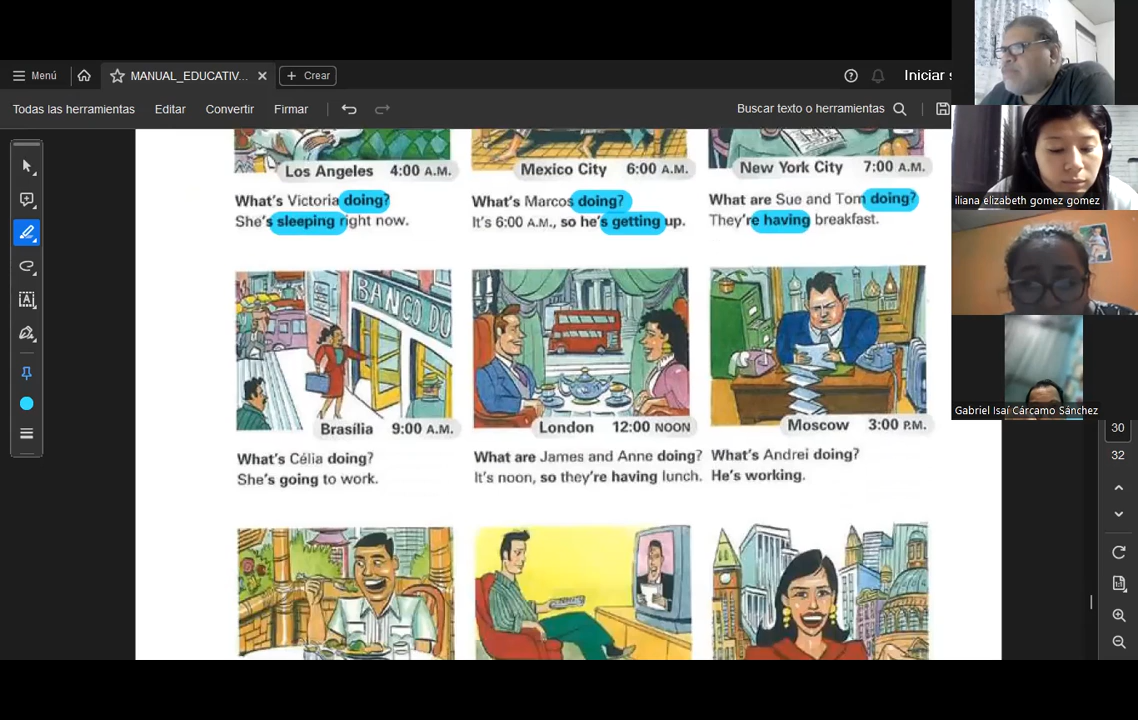 Menú
MANUAL_EDUCATIV...
Crear
Iniciar s
Todas las herramientas
Editar
Convertir
Firmar
Buscar texto o herramientas
Los Angeles 4:00 A.M.
What's Victoria doing?
She's sleeping right now.
Mexico City 6:00 A.M.
What's Marcos doing?
It's 6:00 A.M., so he's getting up.
New York City 7:00 A.M.
What are Sue and Tom doing?
They're having breakfast.
BANCO DO
Brasília 9:00 A.M.
What's Célia doing?
She's going to work.
London 12:00 NOON
What are James and Anne doing?
It's noon, so they're having lunch.
Moscow 3:00 P.M.
What's Andrei doing?
He's working.
iliana elizabeth gomez gomez
Gabriel Isaí Cárcamo Sánchez
30
32